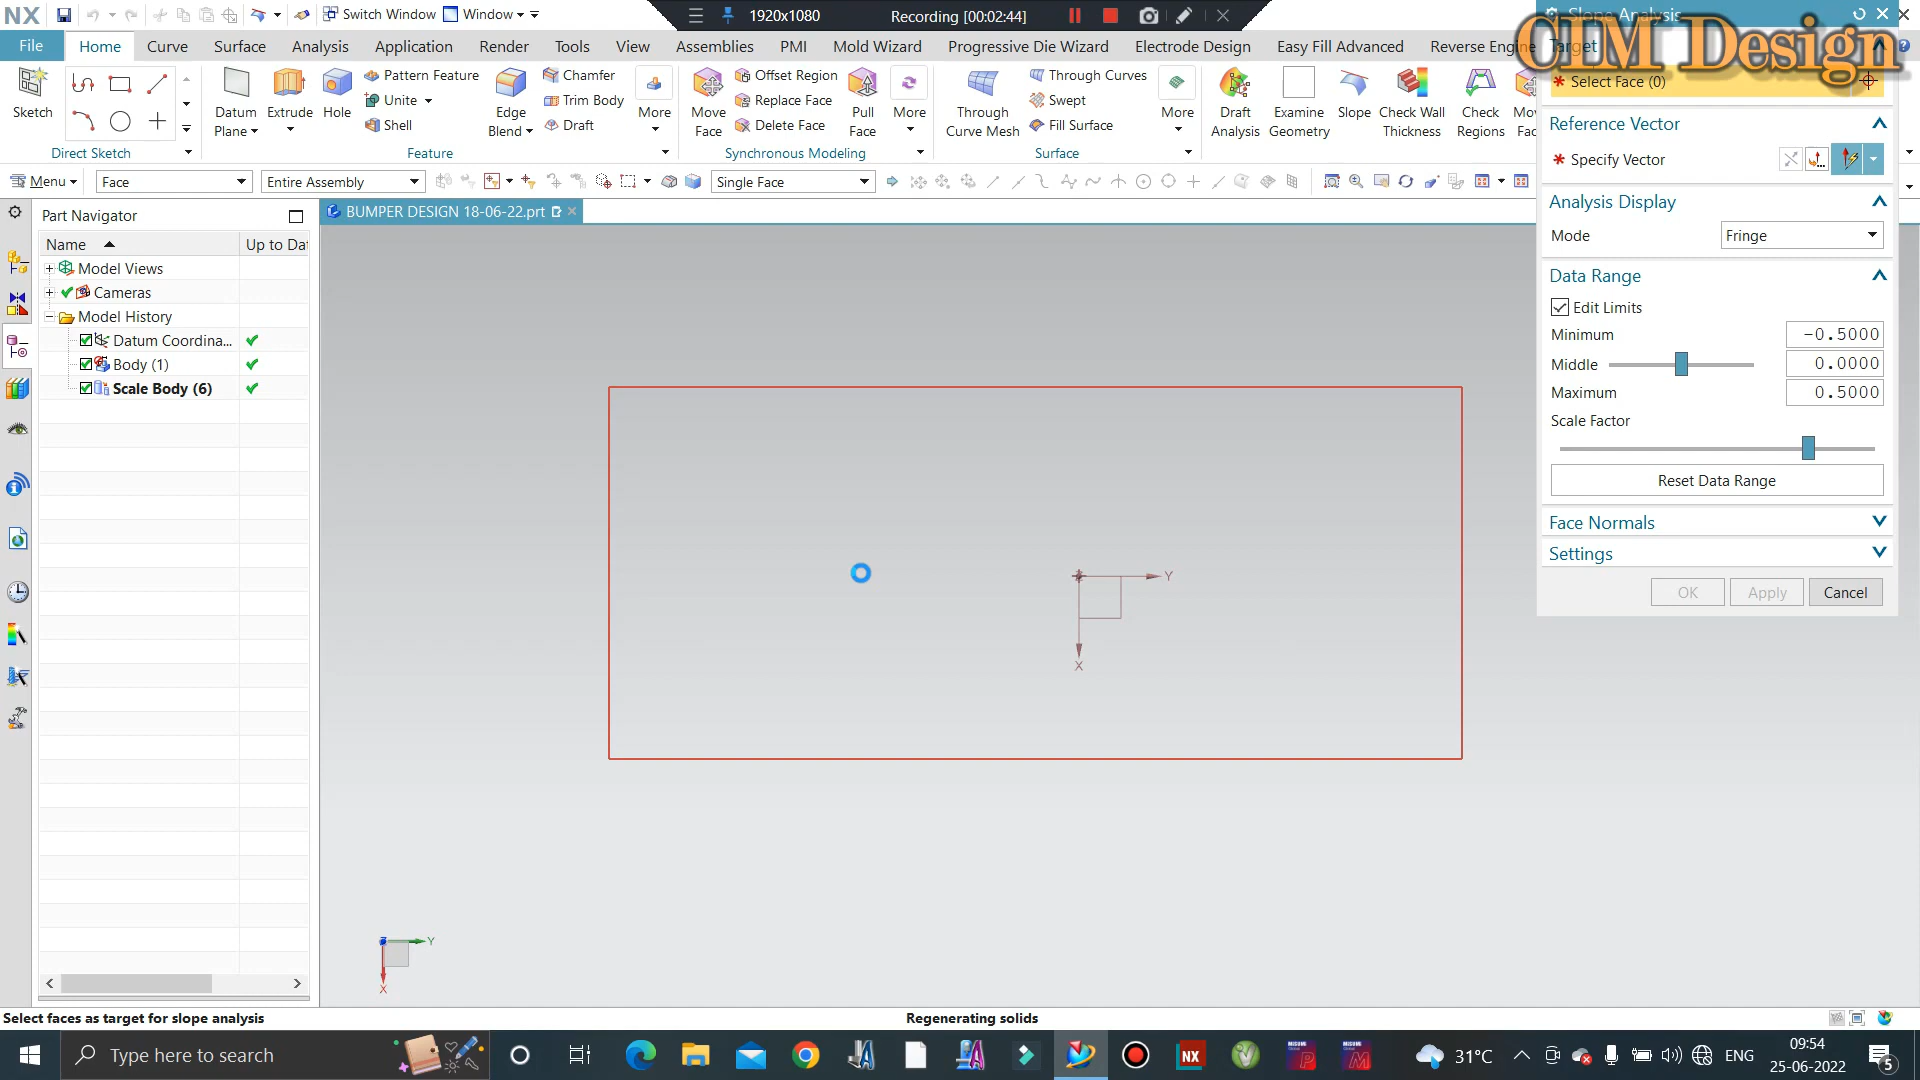 NX Switch Window Window
1920x1080 Recording [00:02:44]
Slope Analysis
CIM Design
File Home Curve Surface Analysis Application Render Tools View Assemblies PMI Mold Wizard Progressive Die Wizard Electrode Design Easy Fill Advanced Reverse Engine
Target
Sketch
Datum Plane
Extrude
Hole
Pattern Feature
Unite
Shell
Edge Blend
Chamfer
Trim Body
Draft
More
Move Face
Offset Region
Replace Face
Delete Face
Pull Face
More
Through Curve Mesh
Through Curves
Swept
Fill Surface
More
Draft Analysis
Examine Geometry
Slope
Check Wall Thickness
Check Regions
Direct Sketch Feature Synchronous Modeling Surface
Menu Face Entire Assembly Single Face
Part Navigator
BUMPER DESIGN 18-06-22.prt
Name Up to Da
Model Views
Cameras
Model History
Datum Coordina...
Body (1)
Scale Body (6)
Y
X
Y
X
* Select Face (0)
Reference Vector
* Specify Vector
Analysis Display
Mode Fringe
Data Range
Edit Limits
Minimum -0.5000
Middle 0.0000
Maximum 0.5000
Scale Factor
Reset Data Range
Face Normals
Settings
OK Apply Cancel
Select faces as target for slope analysis Regenerating solids
Type here to search
31°C ENG
09:54
25-06-2022
5